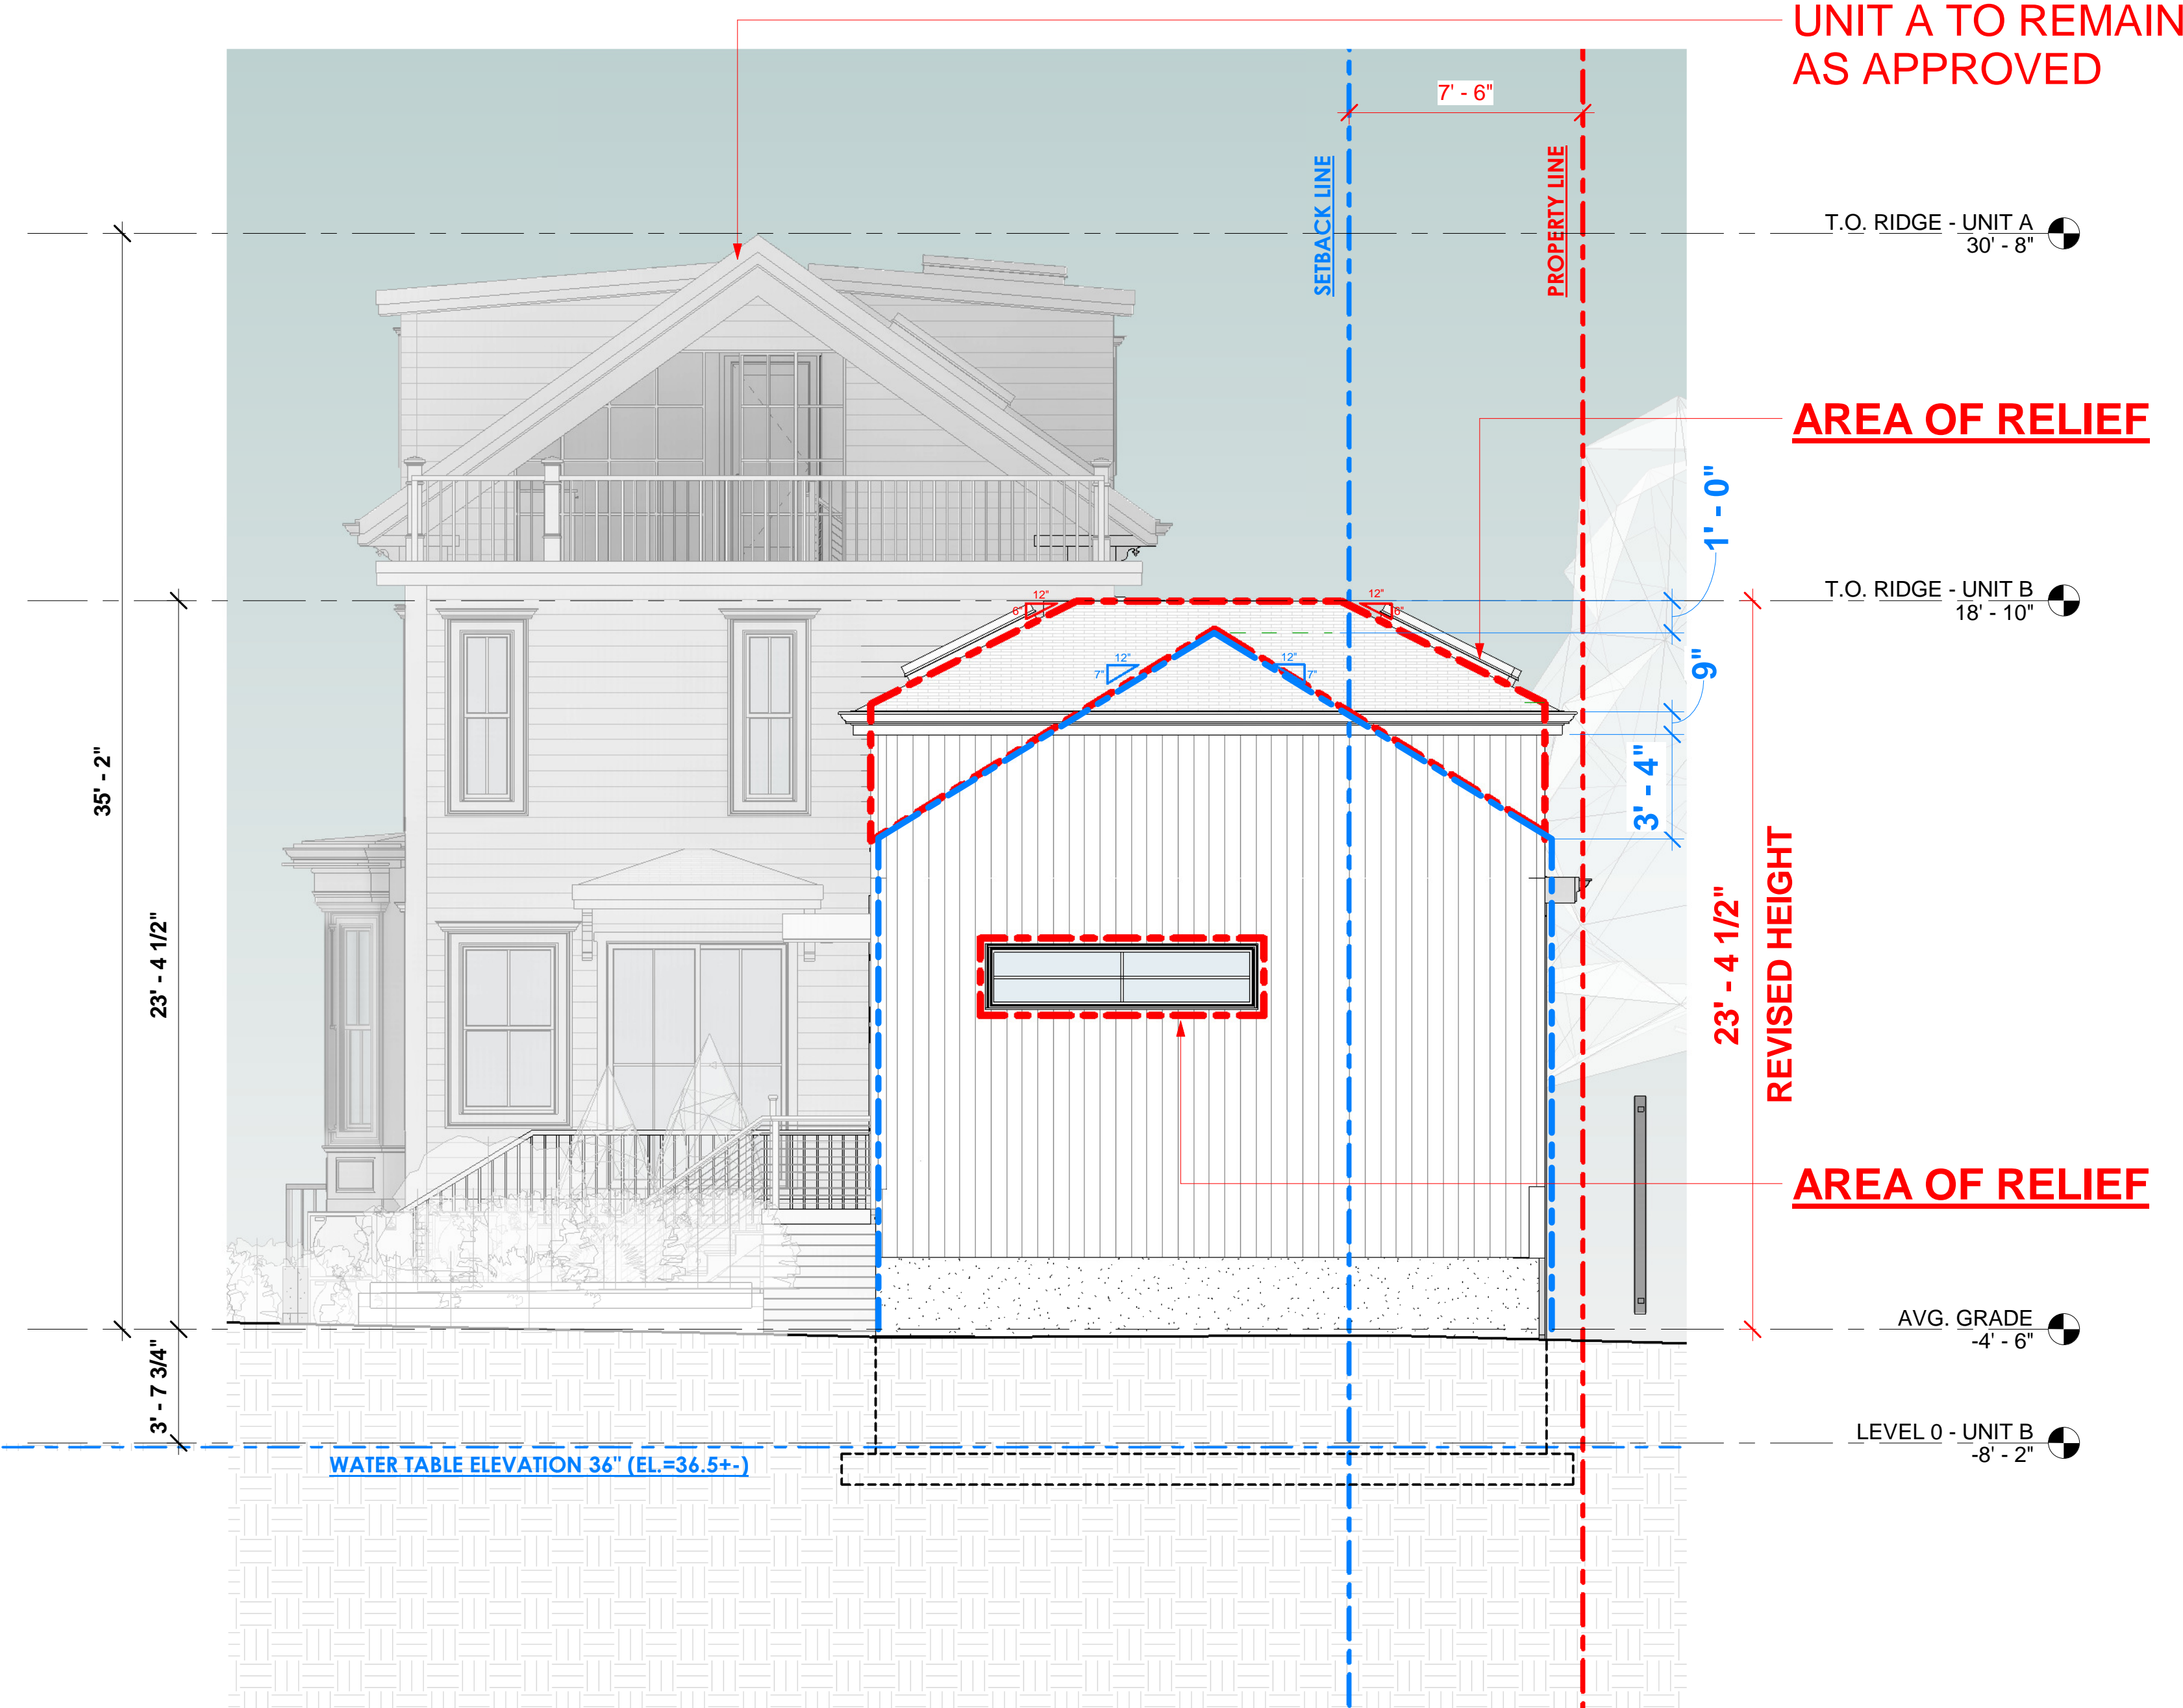 UNIT A TO REMAIN
AS APPROVED
7' - 6"
SETBACK LINE
PROPERTY LINE
T.O. RIDGE - UNIT A
30' - 8"
AREA OF RELIEF
1' - 0"
T.O. RIDGE - UNIT B
18' - 10"
12"
6"
12"
6"
12"
7"
12"
7"
9"
3' - 4"
35' - 2"
23' - 4 1/2"
23' - 4 1/2"
REVISED HEIGHT
AREA OF RELIEF
AVG. GRADE
-4' - 6"
3' - 7 3/4"
LEVEL 0 - UNIT B
-8' - 2"
WATER TABLE ELEVATION 36" (EL.=36.5+-)